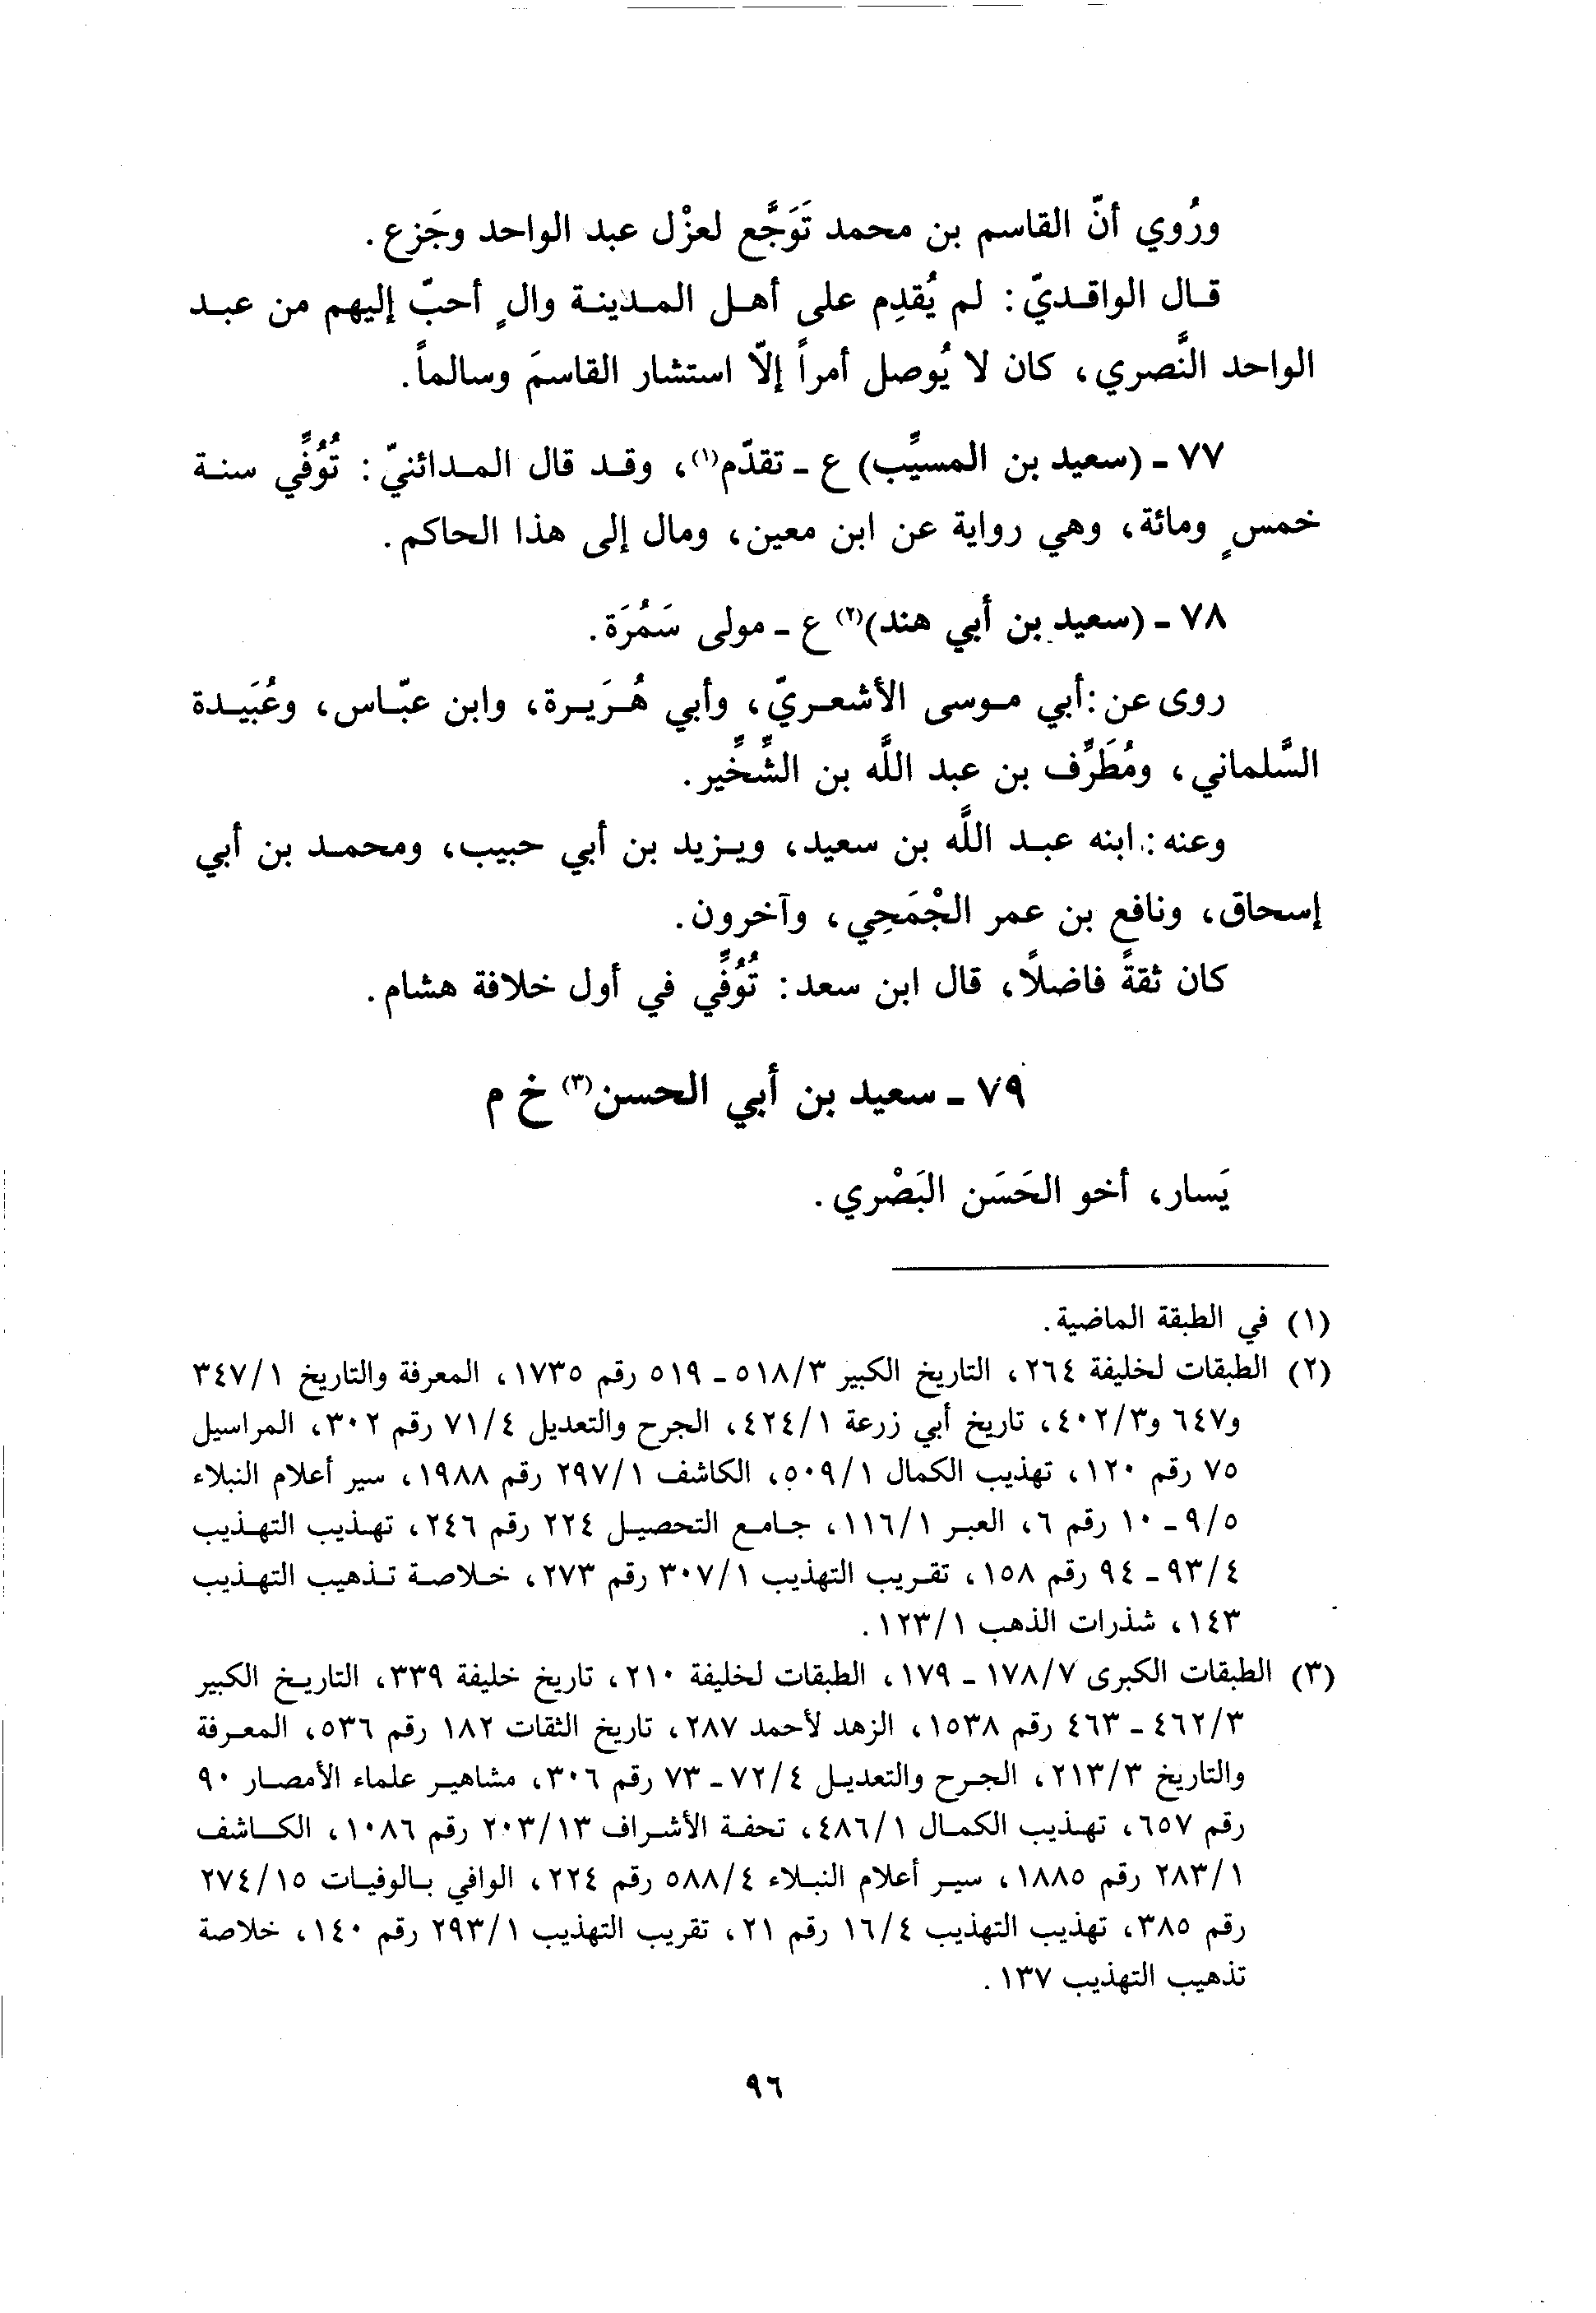 ورُوي أنّ القاسم بن محمد تَوَجَّع لعزْل عبد الواحد وجَزع.
قال الواقديّ: لم يُقدِم على أهل المدينة والٍ أحبّ إليهم من عبد
الواحد النَّصري، كان لا يُوصل أمراً إلّا استشار القاسمَ وسالماً.
٧٧ - (سعيد بن المسيِّب) ع - تقدّم(١)، وقد قال المدائنيّ: تُوُفِّي سنة
خمسٍ ومائة، وهي رواية عن ابن معين، ومال إلى هذا الحاكم.
٧٨ - (سعيد بن أبي هند)(٢) ع - مولى سَمُرَة.
روى عن: أبي موسى الأشعريّ، وأبي هُرَيرة، وابن عبّاس، وعُبَيدة
السَّلماني، ومُطَرِّف بن عبد اللَّه بن الشِّخِّير.
وعنه: ابنه عبد اللَّه بن سعيد، ويزيد بن أبي حبيب، ومحمد بن أبي
إسحاق، ونافع بن عمر الجْمَحِي، وآخرون.
كان ثقةً فاضلًا، قال ابن سعد: تُوُفِّي في أول خلافة هشام.
٧٩ - سعيد بن أبي الحسن(٣) خ م
يَسار، أخو الحَسَن البَصْري.
(١) في الطبقة الماضية.
(٢) الطبقات لخليفة ٢٦٤، التاريخ الكبير ٥١٨/٣ - ٥١٩ رقم ١٧٣٥، المعرفة والتاريخ ٣٤٧/١
و٦٤٧ و٤٠٢/٣، تاريخ أبي زرعة ٤٢٤/١، الجرح والتعديل ٧١/٤ رقم ٣٠٢، المراسيل
٧٥ رقم ١٢٠، تهذيب الكمال ٥٠٩/١، الكاشف ٢٩٧/١ رقم ١٩٨٨، سير أعلام النبلاء
٩/٥ - ١٠ رقم ٦، العبر ١١٦/١، جامع التحصيل ٢٢٤ رقم ٢٤٦، تهذيب التهذيب
٩٣/٤ - ٩٤ رقم ١٥٨، تقريب التهذيب ٣٠٧/١ رقم ٢٧٣، خلاصة تذهيب التهذيب
١٤٣، شذرات الذهب ١٢٣/١.
(٣) الطبقات الكبرى ١٧٨/٧ - ١٧٩، الطبقات لخليفة ٢١٠، تاريخ خليفة ٣٣٩، التاريخ الكبير
٤٦٢/٣ - ٤٦٣ رقم ١٥٣٨، الزهد لأحمد ٢٨٧، تاريخ الثقات ١٨٢ رقم ٥٣٦، المعرفة
والتاريخ ٢١٣/٣، الجرح والتعديل ٧٢/٤ - ٧٣ رقم ٣٠٦، مشاهير علماء الأمصار ٩٠
رقم ٦٥٧، تهذيب الكمال ٤٨٦/١، تحفة الأشراف ٢٠٣/١٣ رقم ١٠٨٦، الكاشف
٢٨٣/١ رقم ١٨٨٥، سير أعلام النبلاء ٥٨٨/٤ رقم ٢٢٤، الوافي بالوفيات ٢٧٤/١٥
رقم ٣٨٥، تهذيب التهذيب ١٦/٤ رقم ٢١، تقريب التهذيب ٢٩٣/١ رقم ١٤٠، خلاصة
تذهيب التهذيب ١٣٧.
٩٦